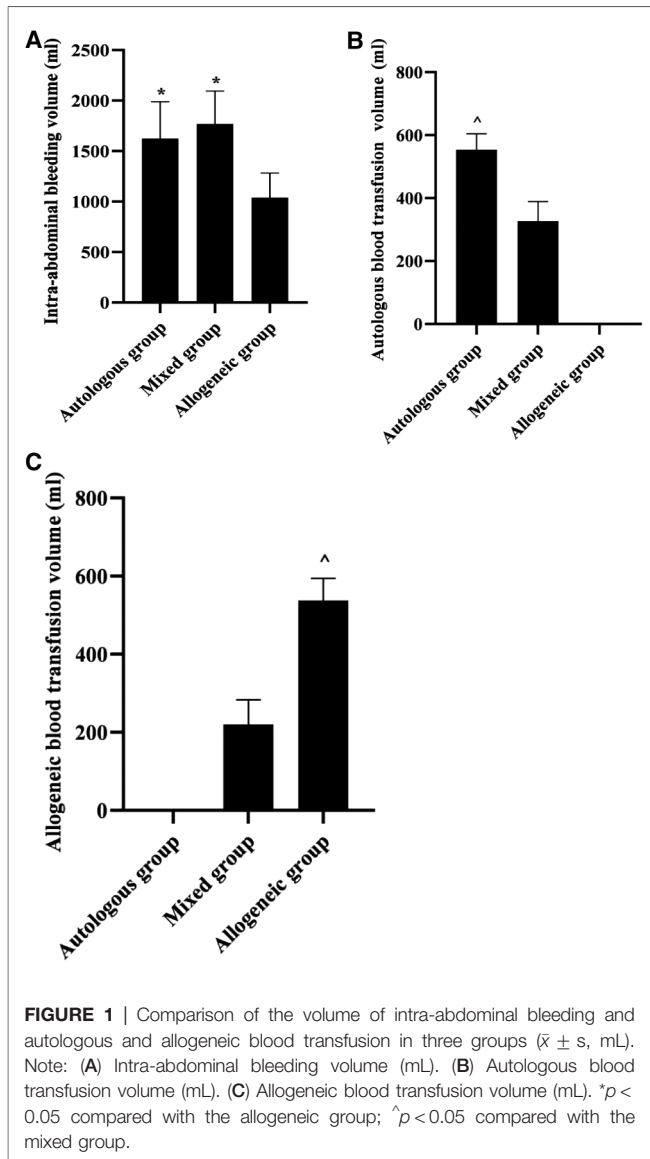 A
Intra-abdominal bleeding volume (ml)
2500
2000
1500
1000
500
0
*
*
Autologous group
Mixed group
Allogeneic group
B
Autologous blood transfusion volume (ml)
800
600
400
200
0
^
Autologous group
Mixed group
Allogeneic group
C
Allogeneic blood transfusion volume (ml)
800
600
400
200
0
^
Autologous group
Mixed group
Allogeneic group
FIGURE 1 | Comparison of the volume of intra-abdominal bleeding and
autologous and allogeneic blood transfusion in three groups (x̄ ± s, mL).
Note: (A) Intra-abdominal bleeding volume (mL). (B) Autologous blood
transfusion volume (mL). (C) Allogeneic blood transfusion volume (mL). *p <
0.05 compared with the allogeneic group; ^p < 0.05 compared with the
mixed group.